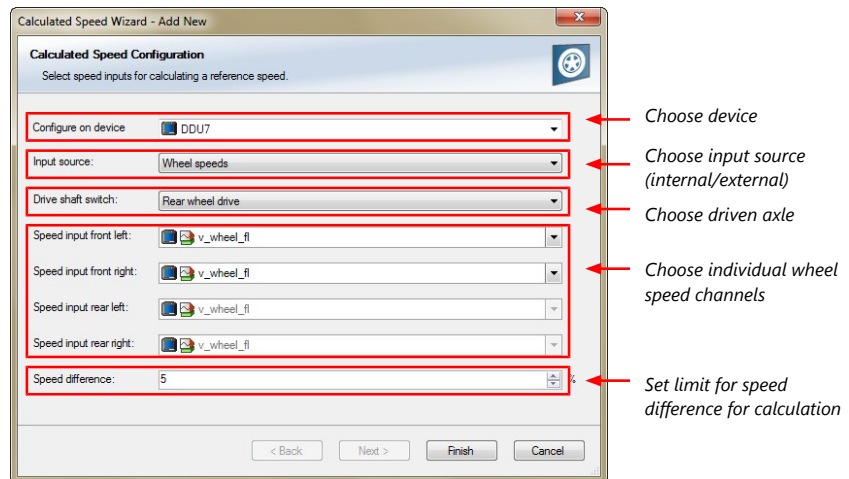 Calculated Speed Wizard - Add New
Calculated Speed Configuration
Select speed inputs for calculating a reference speed.
Configure on device DDU7
Choose device
Input source: Wheel speeds
Choose input source
(internal/external)
Drive shaft switch: Rear wheel drive
Choose driven axle
Speed input front left: v_wheel_fl
Speed input front right: v_wheel_fl
Choose individual wheel
speed channels
Speed input rear left: v_wheel_fl
Speed input rear right: v_wheel_fl
Speed difference: 5 %
Set limit for speed
difference for calculation
< Back Next > Finish Cancel